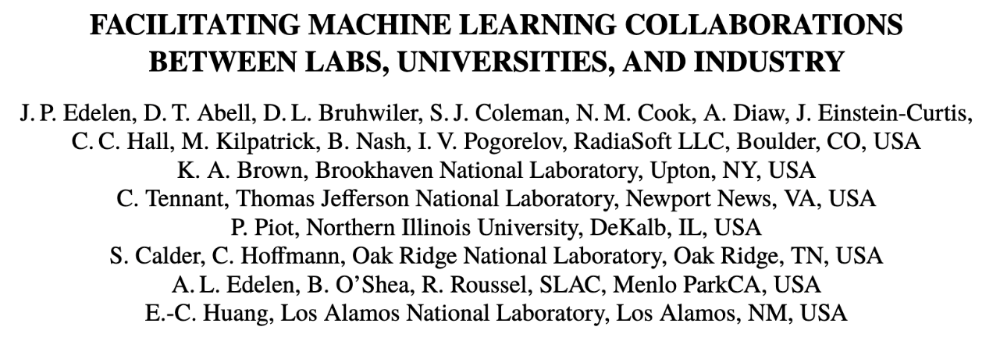 FACILITATING MACHINE LEARNING COLLABORATIONS
BETWEEN LABS, UNIVERSITIES, AND INDUSTRY
J. P. Edelen, D. T. Abell, D. L. Bruhwiler, S. J. Coleman, N. M. Cook, A. Diaw, J. Einstein-Curtis,
C. C. Hall, M. Kilpatrick, B. Nash, I. V. Pogorelov, RadiaSoft LLC, Boulder, CO, USA
K. A. Brown, Brookhaven National Laboratory, Upton, NY, USA
C. Tennant, Thomas Jefferson National Laboratory, Newport News, VA, USA
P. Piot, Northern Illinois University, DeKalb, IL, USA
S. Calder, C. Hoffmann, Oak Ridge National Laboratory, Oak Ridge, TN, USA
A. L. Edelen, B. O’Shea, R. Roussel, SLAC, Menlo ParkCA, USA
E.-C. Huang, Los Alamos National Laboratory, Los Alamos, NM, USA